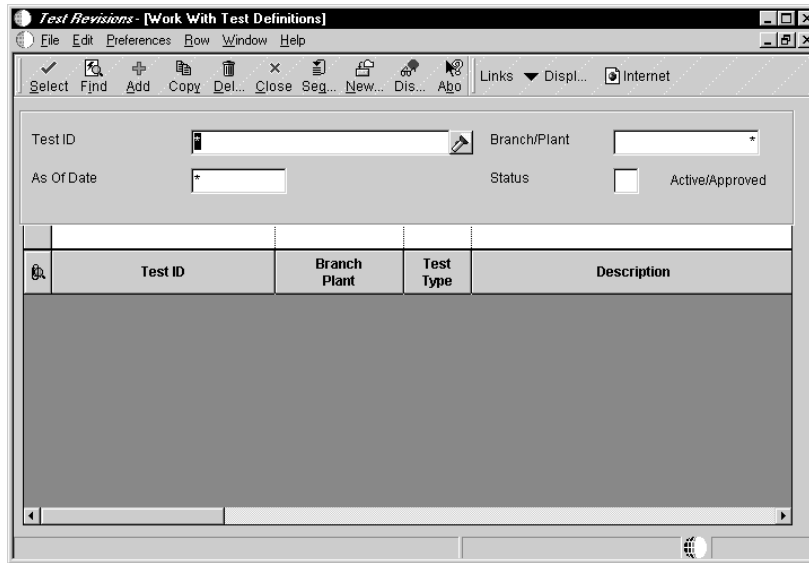 Test Revisions - [Work With Test Definitions]
File Edit Preferences Row Window Help
Select Find Add Copy Del... Close Seq... New... Dis... Abo Links Displ... Internet
Test ID * Branch/Plant *
As Of Date * Status Active/Approved
Test ID Branch Plant Test Type Description